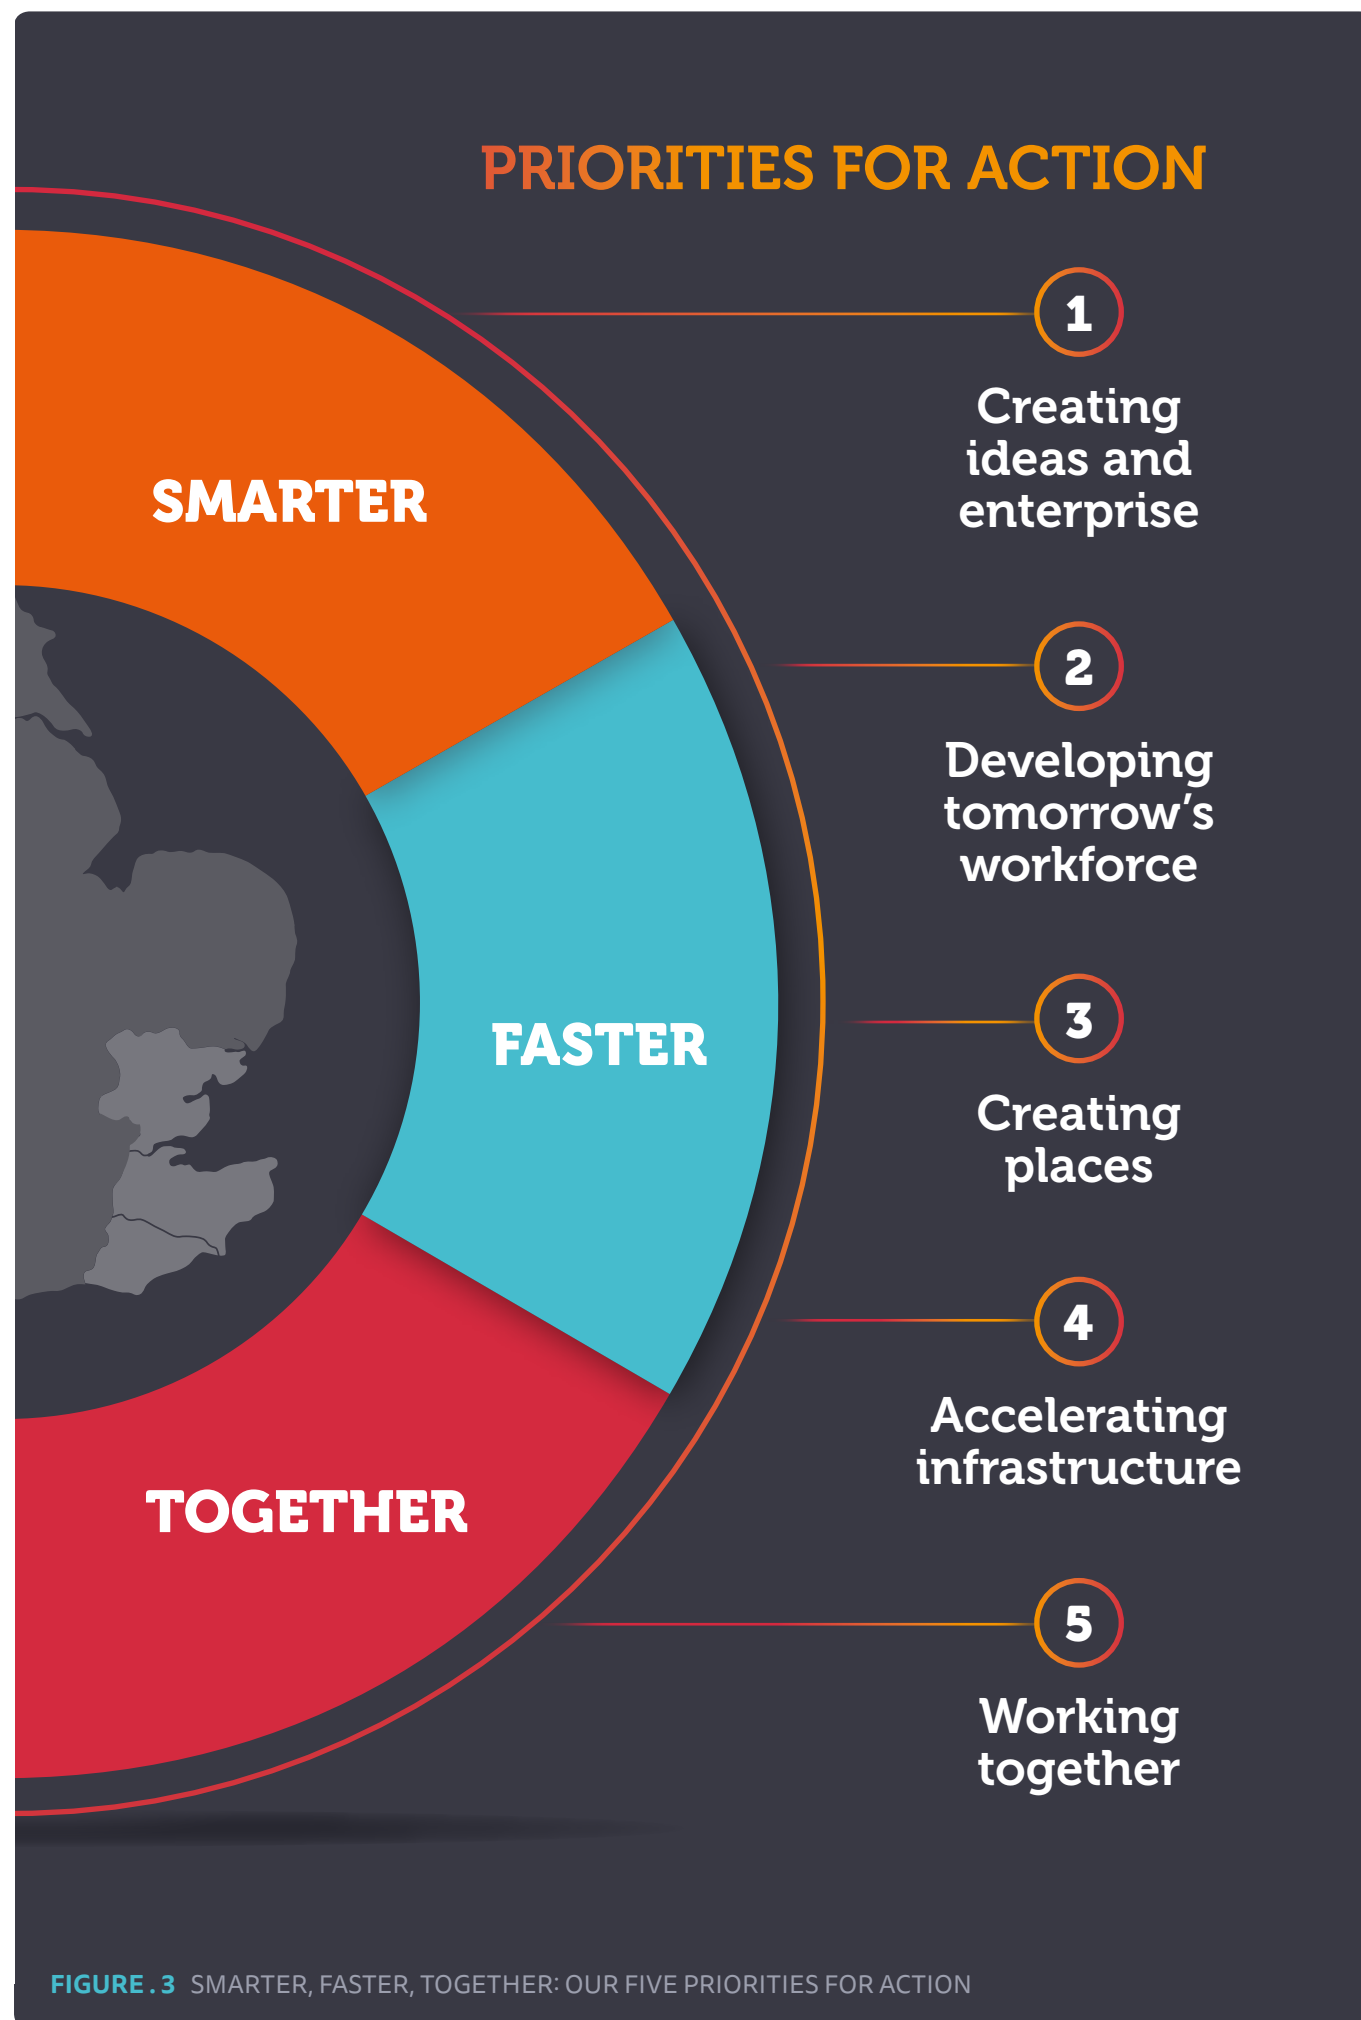 PRIORITIES FOR ACTION
1
Creating
ideas and
enterprise
SMARTER
2
Developing
tomorrow's
workforce
3
FASTER
Creating
places
4
Accelerating
infrastructure
TOGETHER
5
Working
together
FIGURE . 3 SMARTER, FASTER, TOGETHER: OUR FIVE PRIORITIES FOR ACTION